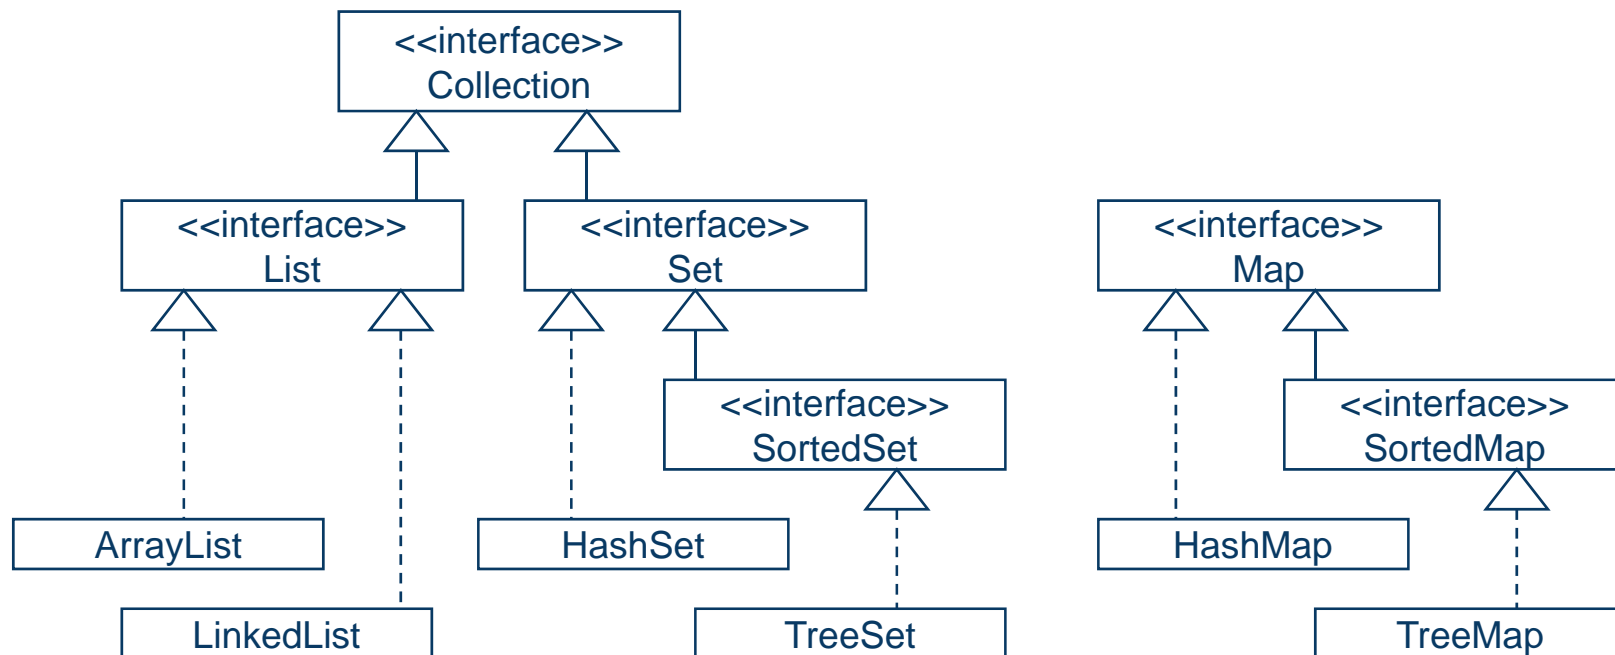 <<interface>>
Collection
<<interface>>
List
<<interface>>
Set
<<interface>>
Map
<<interface>>
SortedSet
<<interface>>
SortedMap
ArrayList
HashSet
HashMap
LinkedList
TreeSet
TreeMap